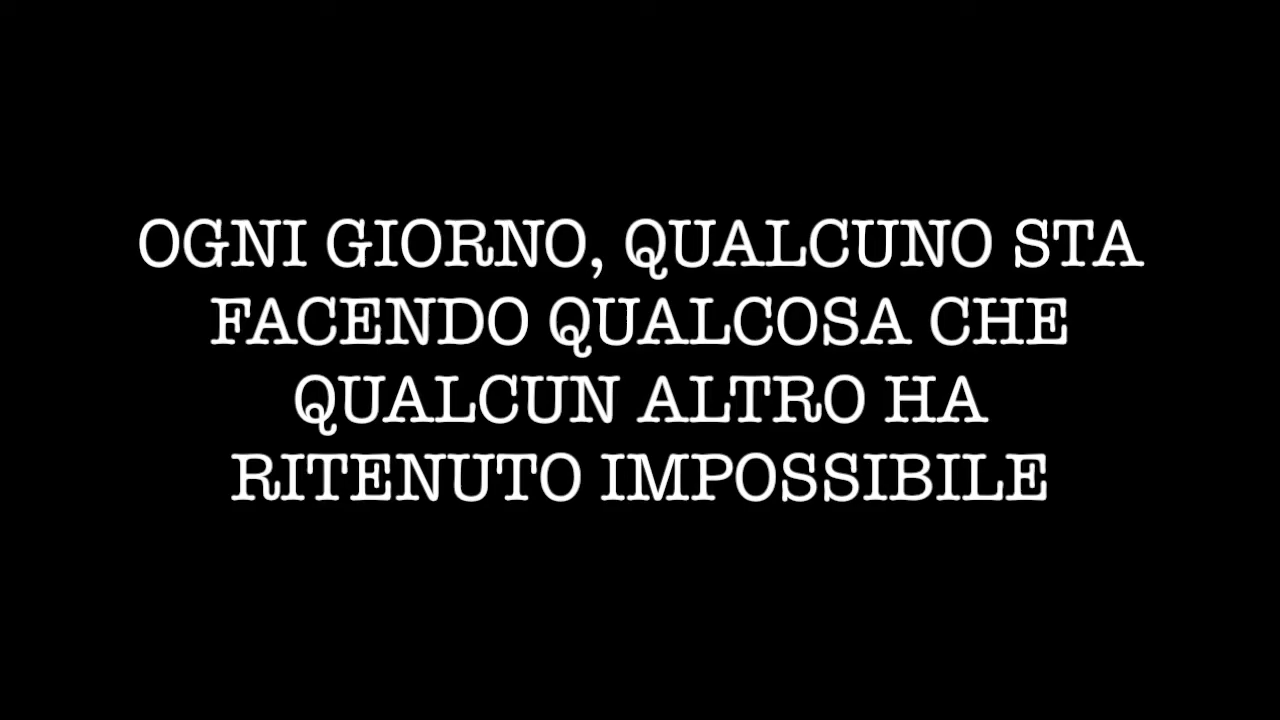 OGNI GIORNO, QUALCUNO STA
FACENDO QUALCOSA CHE
QUALCUN ALTRO HA
RITENUTO IMPOSSIBILE